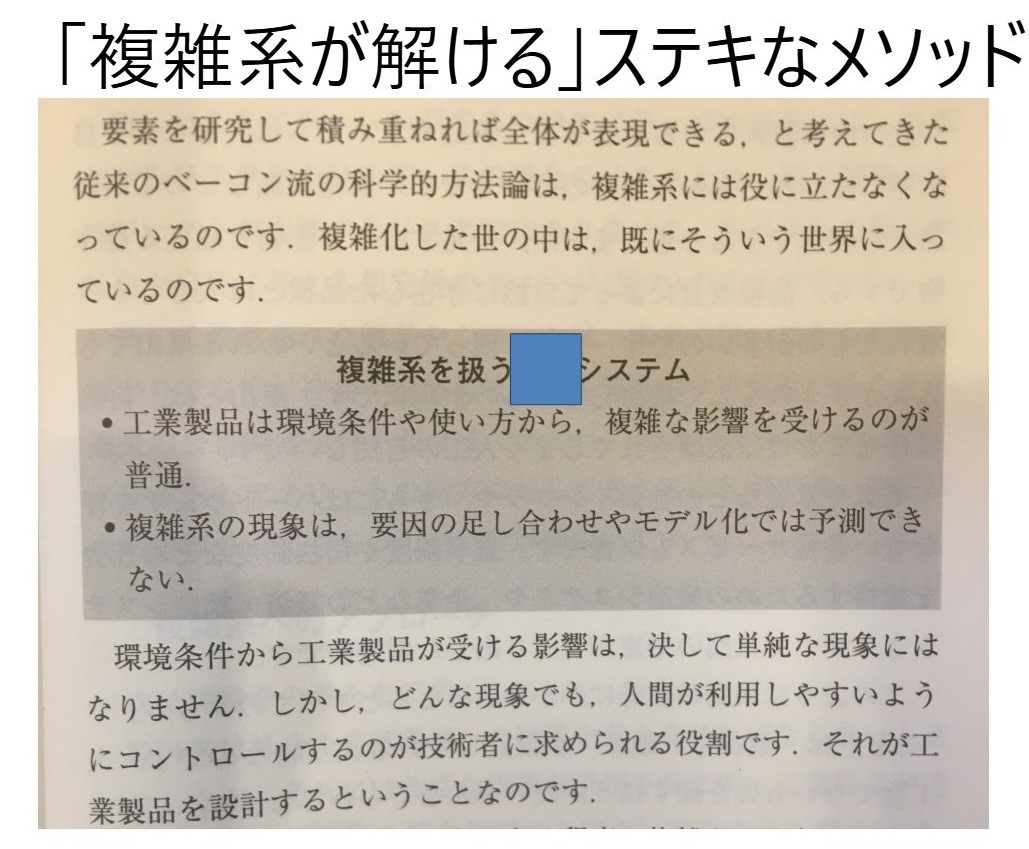 「複雑系が解ける」ステキなメソッド
要素を研究して積み重ねれば全体が表現できる，と考えてきた
従来のベーコン流の科学的方法論は，複雑系には役に立たなくな
っているのです．複雑化した世の中は，既にそういう世界に入っ
ているのです．
複雑系を扱う システム
• 工業製品は環境条件や使い方から，複雑な影響を受けるのが
普通．
• 複雑系の現象は，要因の足し合わせやモデル化では予測でき
ない．
環境条件から工業製品が受ける影響は，決して単純な現象には
なりません．しかし，どんな現象でも，人間が利用しやすいよう
にコントロールするのが技術者に求められる役割です．それが工
業製品を設計するということなのです．